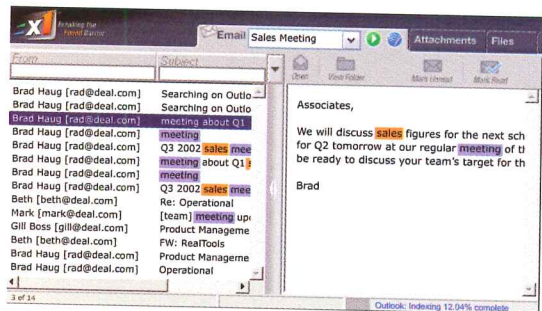 X1
Breaking the
Found Barrier
Email
Sales Meeting
Attachments
Files
From
Subject
Open
View Folder
Mark Unread
Mark Read
Brad Haug [rad@deal.com] Searching on Outlo
Brad Haug [rad@deal.com] Searching on Outlo
Brad Haug [rad@deal.com] meeting about Q1
Brad Haug [rad@deal.com] meeting
Brad Haug [rad@deal.com] Q3 2002 sales mee
Brad Haug [rad@deal.com] meeting about Q1 s
Brad Haug [rad@deal.com] meeting
Brad Haug [rad@deal.com] Q3 2002 sales mee
Beth [beth@deal.com] Re: Operational
Mark [mark@deal.com] [team] meeting upd
Gill Boss [gill@deal.com] Product Manageme
Beth [beth@deal.com] FW: RealTools
Brad Haug [rad@deal.com] Product Manageme
Brad Haug [rad@deal.com] Operational
3 of 14
Associates,
We will discuss sales figures for the next sch
for Q2 tomorrow at our regular meeting of th
be ready to discuss your team's target for th
Brad
Outlook: Indexing 12.04% complete